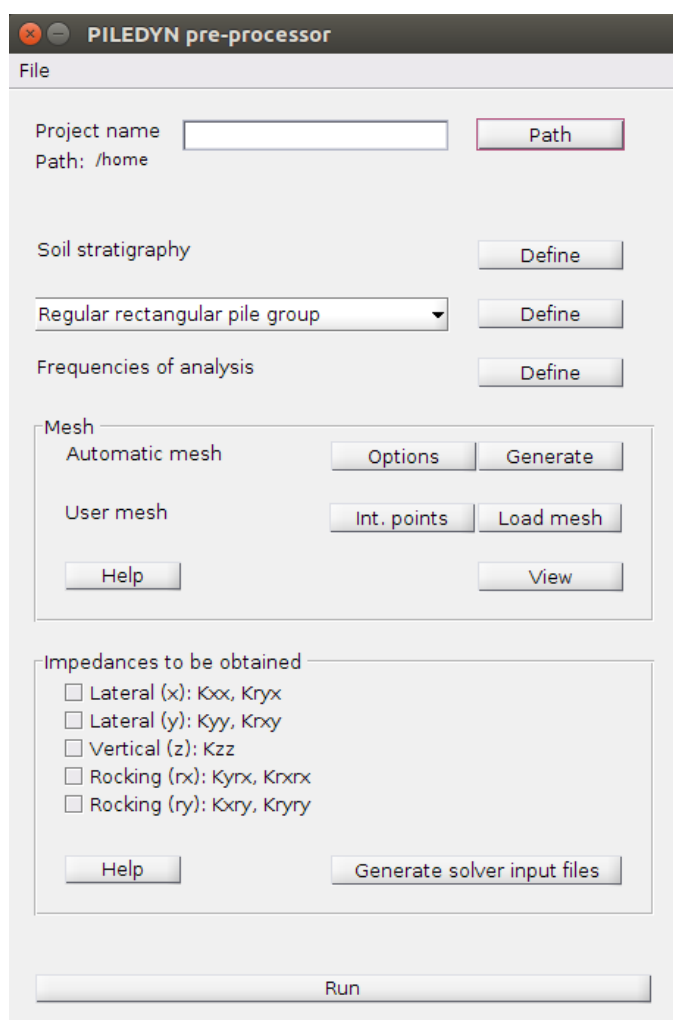 PILEDYN pre-processor
File
Project name Path
Path: /home
Soil stratigraphy Define
Regular rectangular pile group Define
Frequencies of analysis Define
Mesh
Automatic mesh Options Generate
User mesh Int. points Load mesh
Help View
Impedances to be obtained
Lateral (x): Kxx, Kryx
Lateral (y): Kyy, Krxy
Vertical (z): Kzz
Rocking (rx): Kyrx, Krxrx
Rocking (ry): Kxry, Kryry
Help Generate solver input files
Run